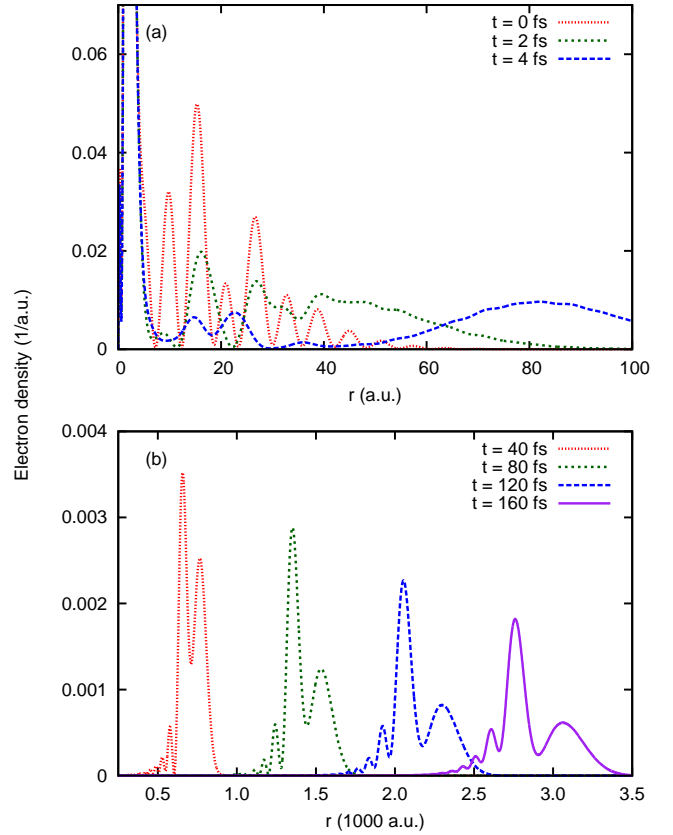 (a)
t = 0 fs
t = 2 fs
t = 4 fs
0.06
0.04
0.02
0
0 20 40 60 80 100
r (a.u.)
Electron density (1/a.u.)
(b)
t = 40 fs
t = 80 fs
t = 120 fs
t = 160 fs
0.004
0.003
0.002
0.001
0
0.5 1.0 1.5 2.0 2.5 3.0 3.5
r (1000 a.u.)